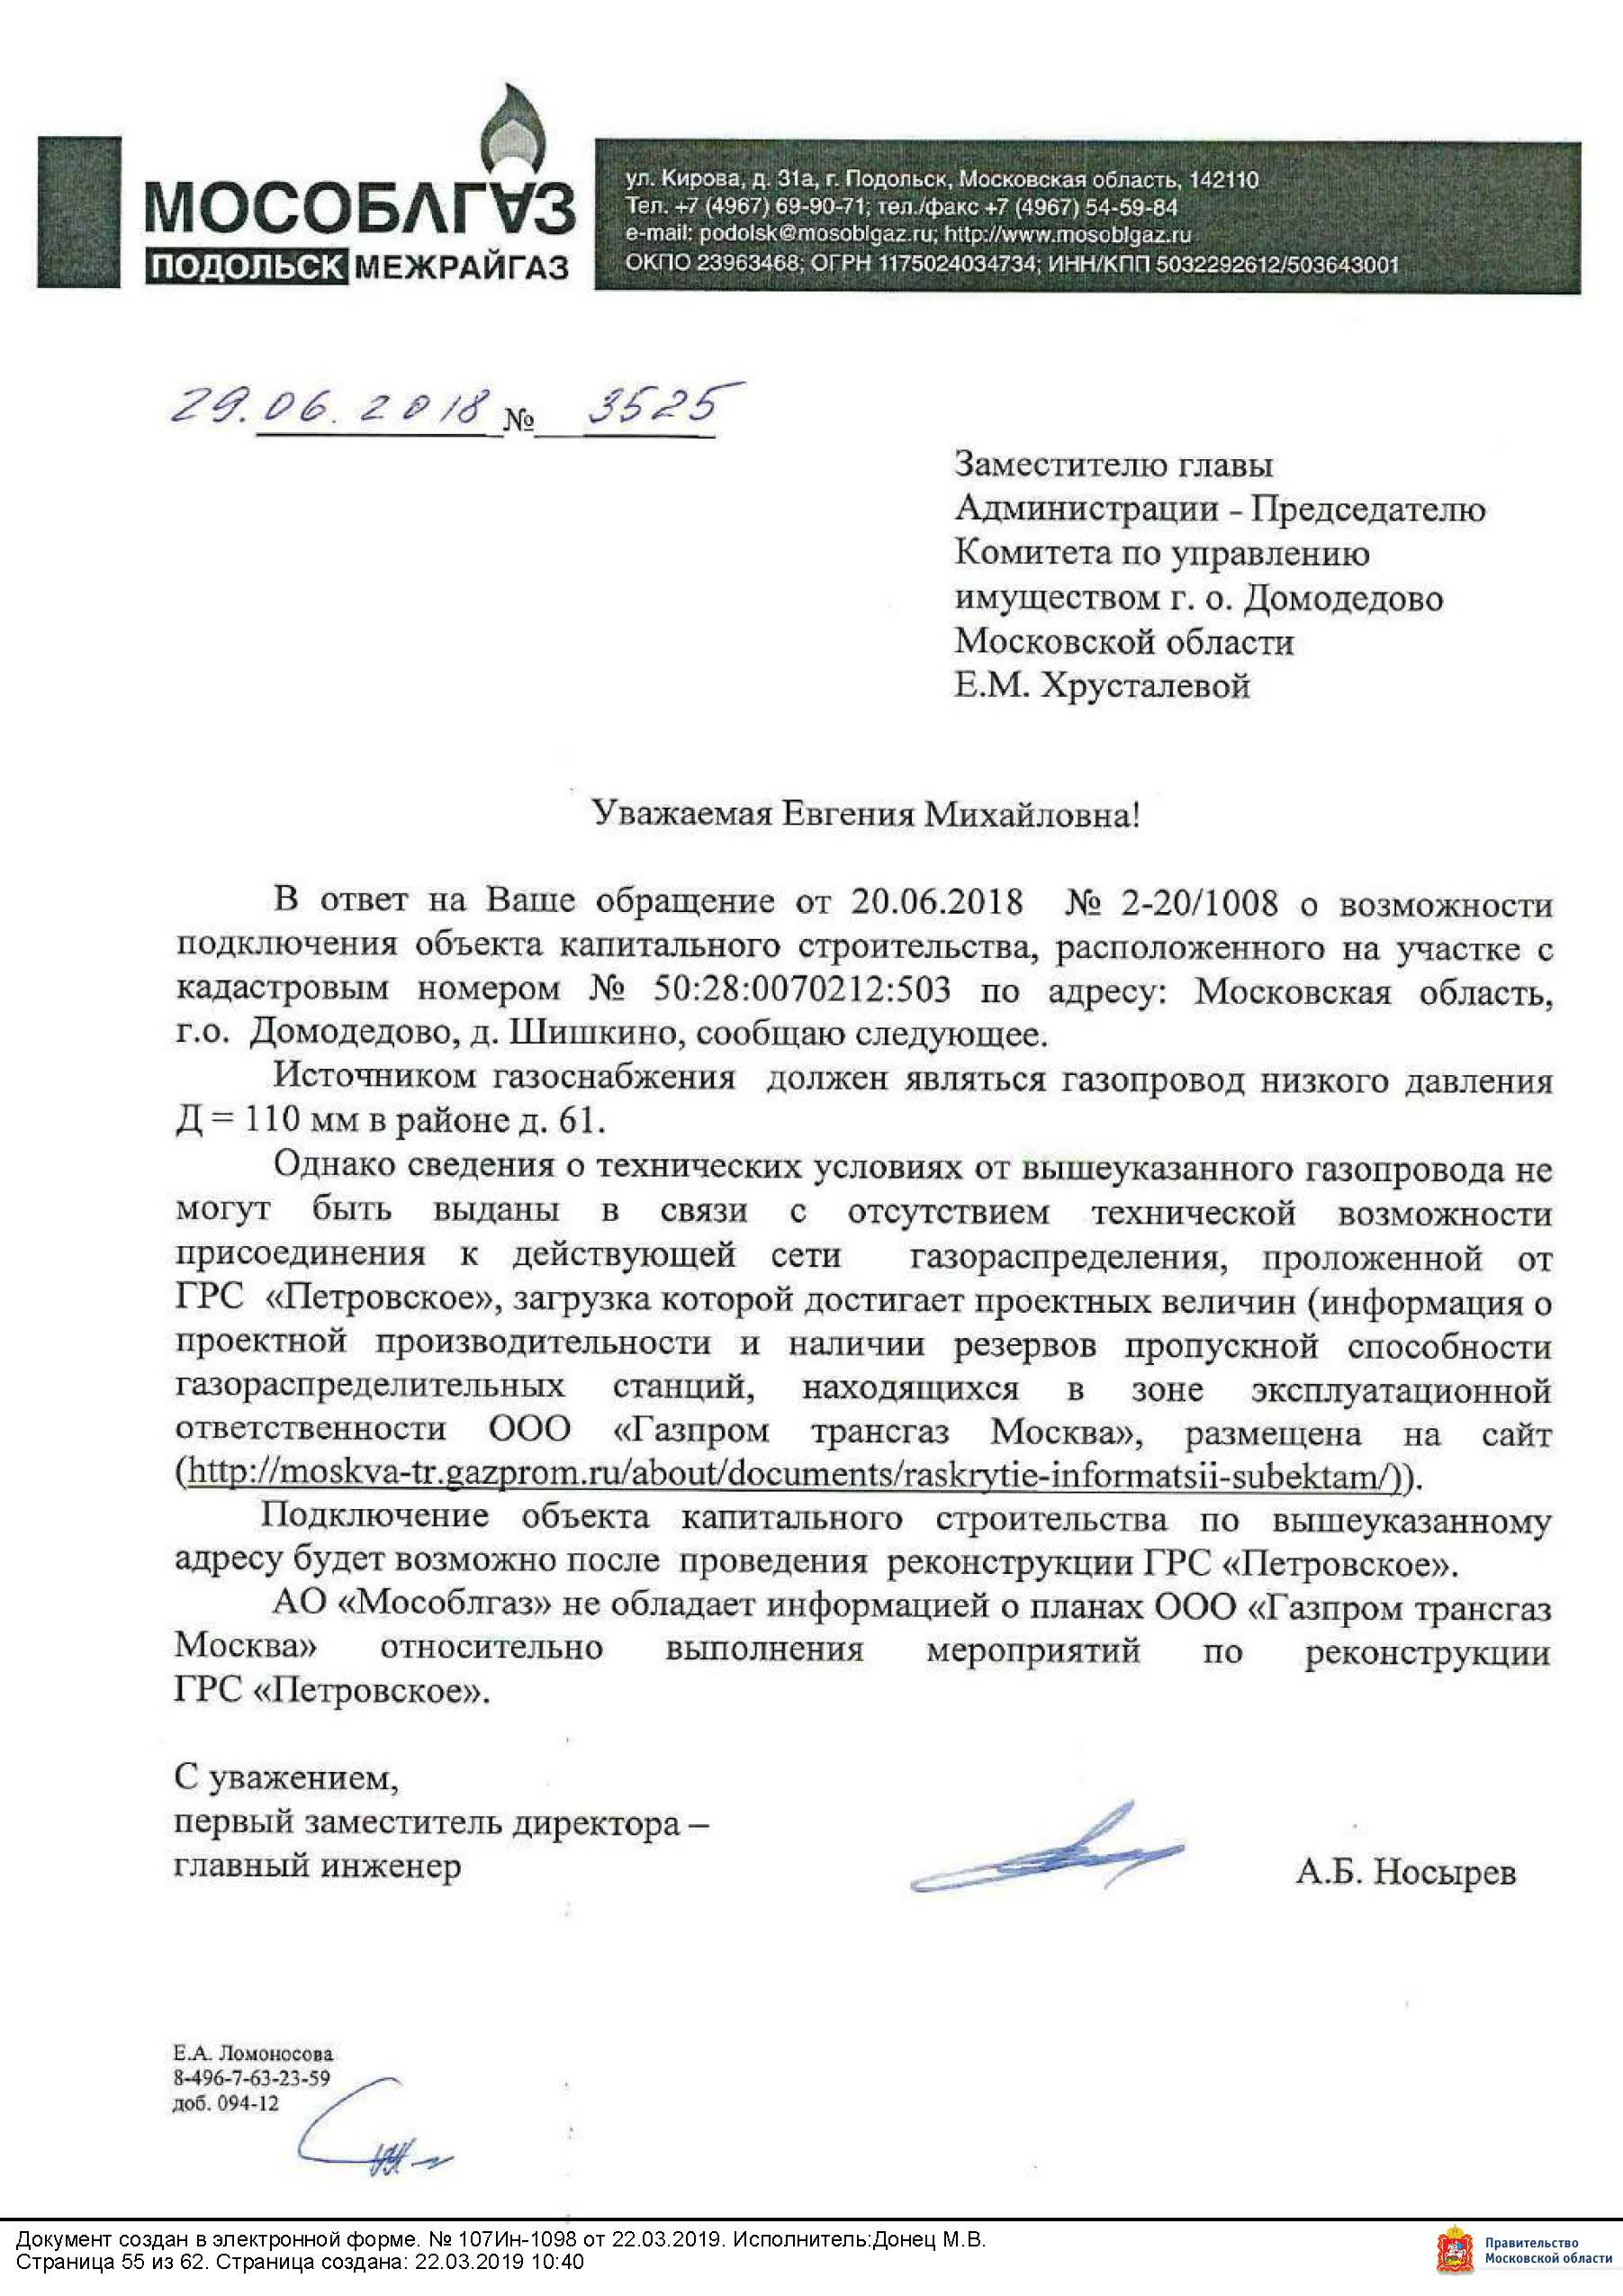 МОСОБЛГАЗ
ПОДОЛЬСК МЕЖРАЙГАЗ
ул. Кирова, д. 31а, г. Подольск, Московская область, 142110
Тел. +7 (4967) 69-90-71; тел./факс +7 (4967) 54-59-84
e-mail: podolsk@mosoblgaz.ru; http://www.mosoblgaz.ru
ОКПО 23963468; ОГРН 1175024034734; ИНН/КПП 5032292612/503643001
29.06.2018 № 3525
Заместителю главы
Администрации - Председателю
Комитета по управлению
имуществом г. о. Домодедово
Московской области
Е.М. Хрусталевой
Уважаемая Евгения Михайловна!
В ответ на Ваше обращение от 20.06.2018 № 2-20/1008 о возможности
подключения объекта капитального строительства, расположенного на участке с
кадастровым номером № 50:28:0070212:503 по адресу: Московская область,
г.о. Домодедово, д. Шишкино, сообщаю следующее.
Источником газоснабжения должен являться газопровод низкого давления
Д = 110 мм в районе д. 61.
Однако сведения о технических условиях от вышеуказанного газопровода не
могут быть выданы в связи с отсутствием технической возможности
присоединения к действующей сети газораспределения, проложенной от
ГРС «Петровское», загрузка которой достигает проектных величин (информация о
проектной производительности и наличии резервов пропускной способности
газораспределительных станций, находящихся в зоне эксплуатационной
ответственности ООО «Газпром трансгаз Москва», размещена на сайт
(http://moskva-tr.gazprom.ru/about/documents/raskrytie-informatsii-subektam/)).
Подключение объекта капитального строительства по вышеуказанному
адресу будет возможно после проведения реконструкции ГРС «Петровское».
АО «Мособлгаз» не обладает информацией о планах ООО «Газпром трансгаз
Москва» относительно выполнения мероприятий по реконструкции
ГРС «Петровское».
С уважением,
первый заместитель директора –
главный инженер
А.Б. Носырев
Е.А. Ломоносова
8-496-7-63-23-59
доб. 094-12
Документ создан в электронной форме. № 107Ин-1098 от 22.03.2019. Исполнитель:Донец М.В.
Страница 55 из 62. Страница создана: 22.03.2019 10:40
Правительство
Московской области